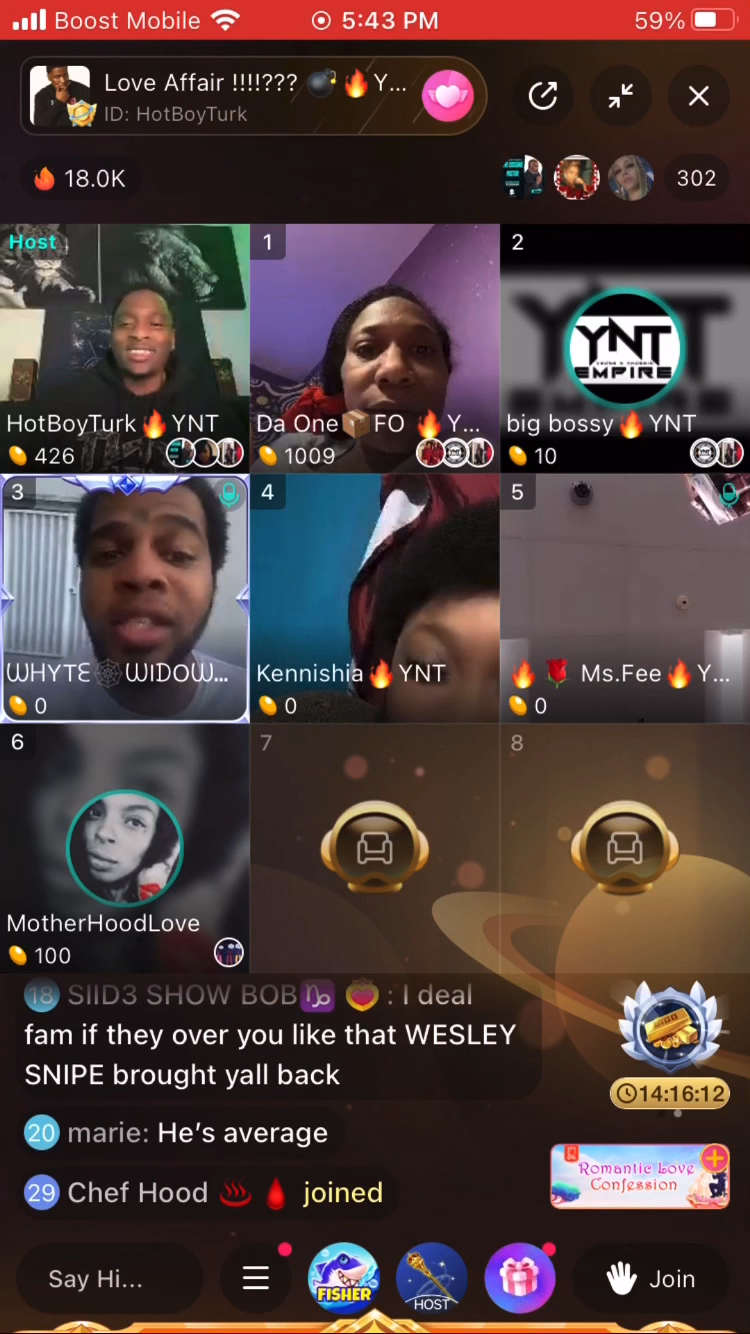 Boost Mobile 5:43 PM 59%
Love Affair !!!!??? 💣🔥Y...
ID: HotBoyTurk
18.0K
302
Host
HotBoyTurk🔥YNT
426
1
Da One📦FO 🔥Y...
1009
2
YNT
EMPIRE
big bossy🔥YNT
10
3
WHYTE🕸️WIDOW...
0
4
Kennishia🔥YNT
0
5
🔥🌹 Ms.Fee🔥Y...
0
6
MotherHoodLove
100
7
8
18 SIID3 SHOW BOB♑ : I deal
fam if they over you like that WESLEY
SNIPE brought yall back
14:16:12
20 marie: He's average
Romantic Love
Confession
29 Chef Hood ♨️🩸 joined
Say Hi...
FISHER
HOST
Join